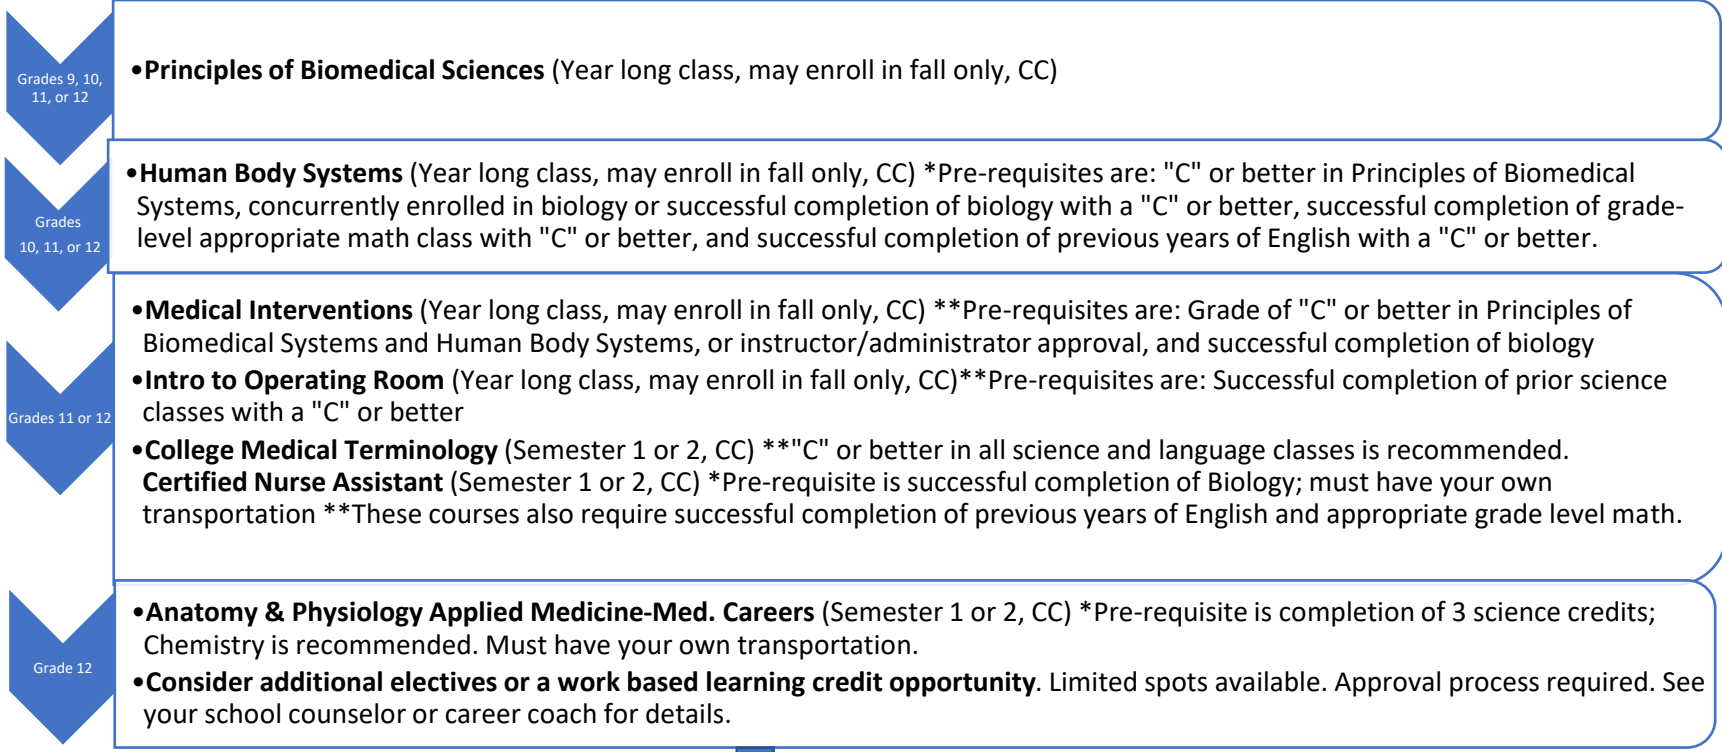 Grades 9, 10,
11, or 12
•Principles of Biomedical Sciences (Year long class, may enroll in fall only, CC)
Grades
10, 11, or 12
•Human Body Systems (Year long class, may enroll in fall only, CC) *Pre-requisites are: "C" or better in Principles of Biomedical
Systems, concurrently enrolled in biology or successful completion of biology with a "C" or better, successful completion of grade-
level appropriate math class with "C" or better, and successful completion of previous years of English with a "C" or better.
Grades 11 or 12
•Medical Interventions (Year long class, may enroll in fall only, CC) **Pre-requisites are: Grade of "C" or better in Principles of
Biomedical Systems and Human Body Systems, or instructor/administrator approval, and successful completion of biology
•Intro to Operating Room (Year long class, may enroll in fall only, CC)**Pre-requisites are: Successful completion of prior science
classes with a "C" or better
•College Medical Terminology (Semester 1 or 2, CC) **"C" or better in all science and language classes is recommended.
Certified Nurse Assistant (Semester 1 or 2, CC) *Pre-requisite is successful completion of Biology; must have your own
transportation **These courses also require successful completion of previous years of English and appropriate grade level math.
Grade 12
•Anatomy & Physiology Applied Medicine-Med. Careers (Semester 1 or 2, CC) *Pre-requisite is completion of 3 science credits;
Chemistry is recommended. Must have your own transportation.
•Consider additional electives or a work based learning credit opportunity. Limited spots available. Approval process required. See
your school counselor or career coach for details.